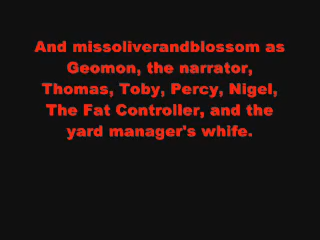 And missoliverandblossom as
Geomon, the narrator,
Thomas, Toby, Percy, Nigel,
The Fat Controller, and the
yard manager's whife.